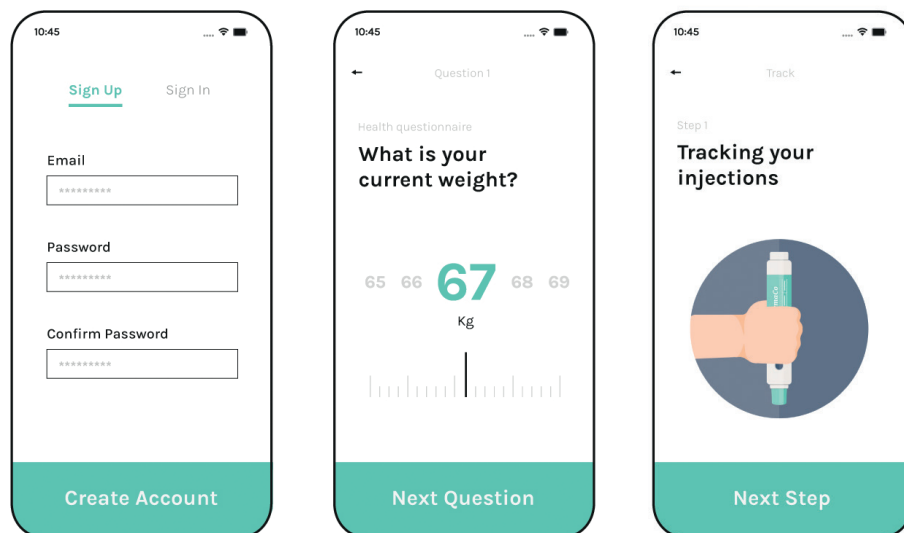 10:45
Sign Up Sign In
Email
*********
Password
*********
Confirm Password
*********
Create Account
10:45
Question 1
Health questionnaire
What is your
current weight?
65 66 67 68 69
Kg
Next Question
10:45
Track
Step 1
Tracking your
injections
Next Step